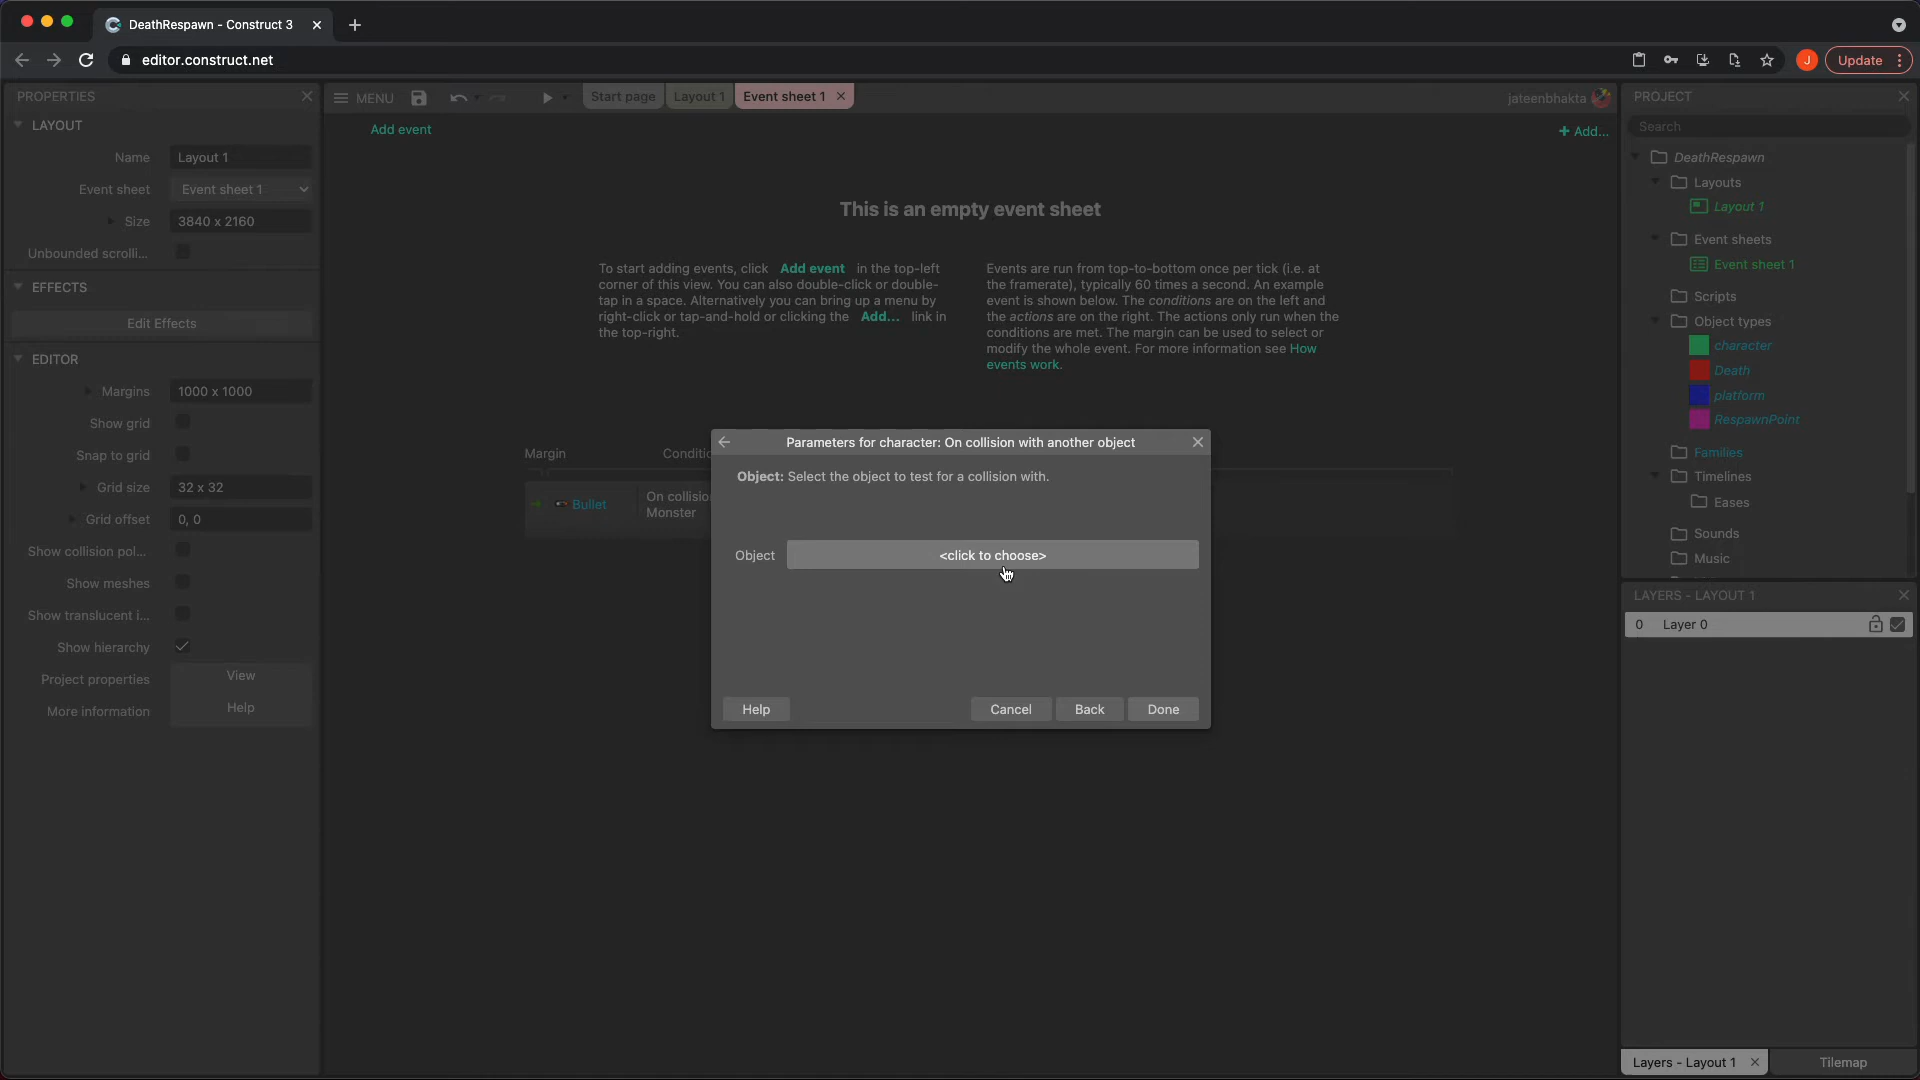 DeathRespawn - Construct 3
editor.construct.net
J
Update
PROPERTIES
LAYOUT
Name
Layout 1
Event sheet
Event sheet 1
Size
3840 x 2160
Unbounded scrolli...
EFFECTS
Edit Effects
EDITOR
Margins
1000 x 1000
Show grid
Snap to grid
Grid size
32 x 32
Grid offset
0, 0
Show collision pol...
Show meshes
Show translucent i...
Show hierarchy
Project properties
View
More information
Help
MENU
Start page
Layout 1
Event sheet 1
jateenbhakta
Add event
Add...
This is an empty event sheet
To start adding events, click Add event in the top-left
corner of this view. You can also double-click or double-
tap in a space. Alternatively you can bring up a menu by
right-click or tap-and-hold or clicking the Add... link in
the top-right.
Events are run from top-to-bottom once per tick (i.e. at
the framerate), typically 60 times a second. An example
event is shown below. The conditions are on the left and
the actions are on the right. The actions only run when the
conditions are met. The margin can be used to select or
modify the whole event. For more information see How
events work.
Margin
Bullet
Monster
Parameters for character: On collision with another object
Object: Select the object to test for a collision with.
Object
<click to choose>
Help
Cancel
Back
Done
PROJECT
Search
DeathRespawn
Layouts
Layout 1
Event sheets
Event sheet 1
Scripts
Object types
character
Death
platform
RespawnPoint
Families
Timelines
Eases
Sounds
Music
LAYERS - LAYOUT 1
0 Layer 0
Layers - Layout 1
Tilemap